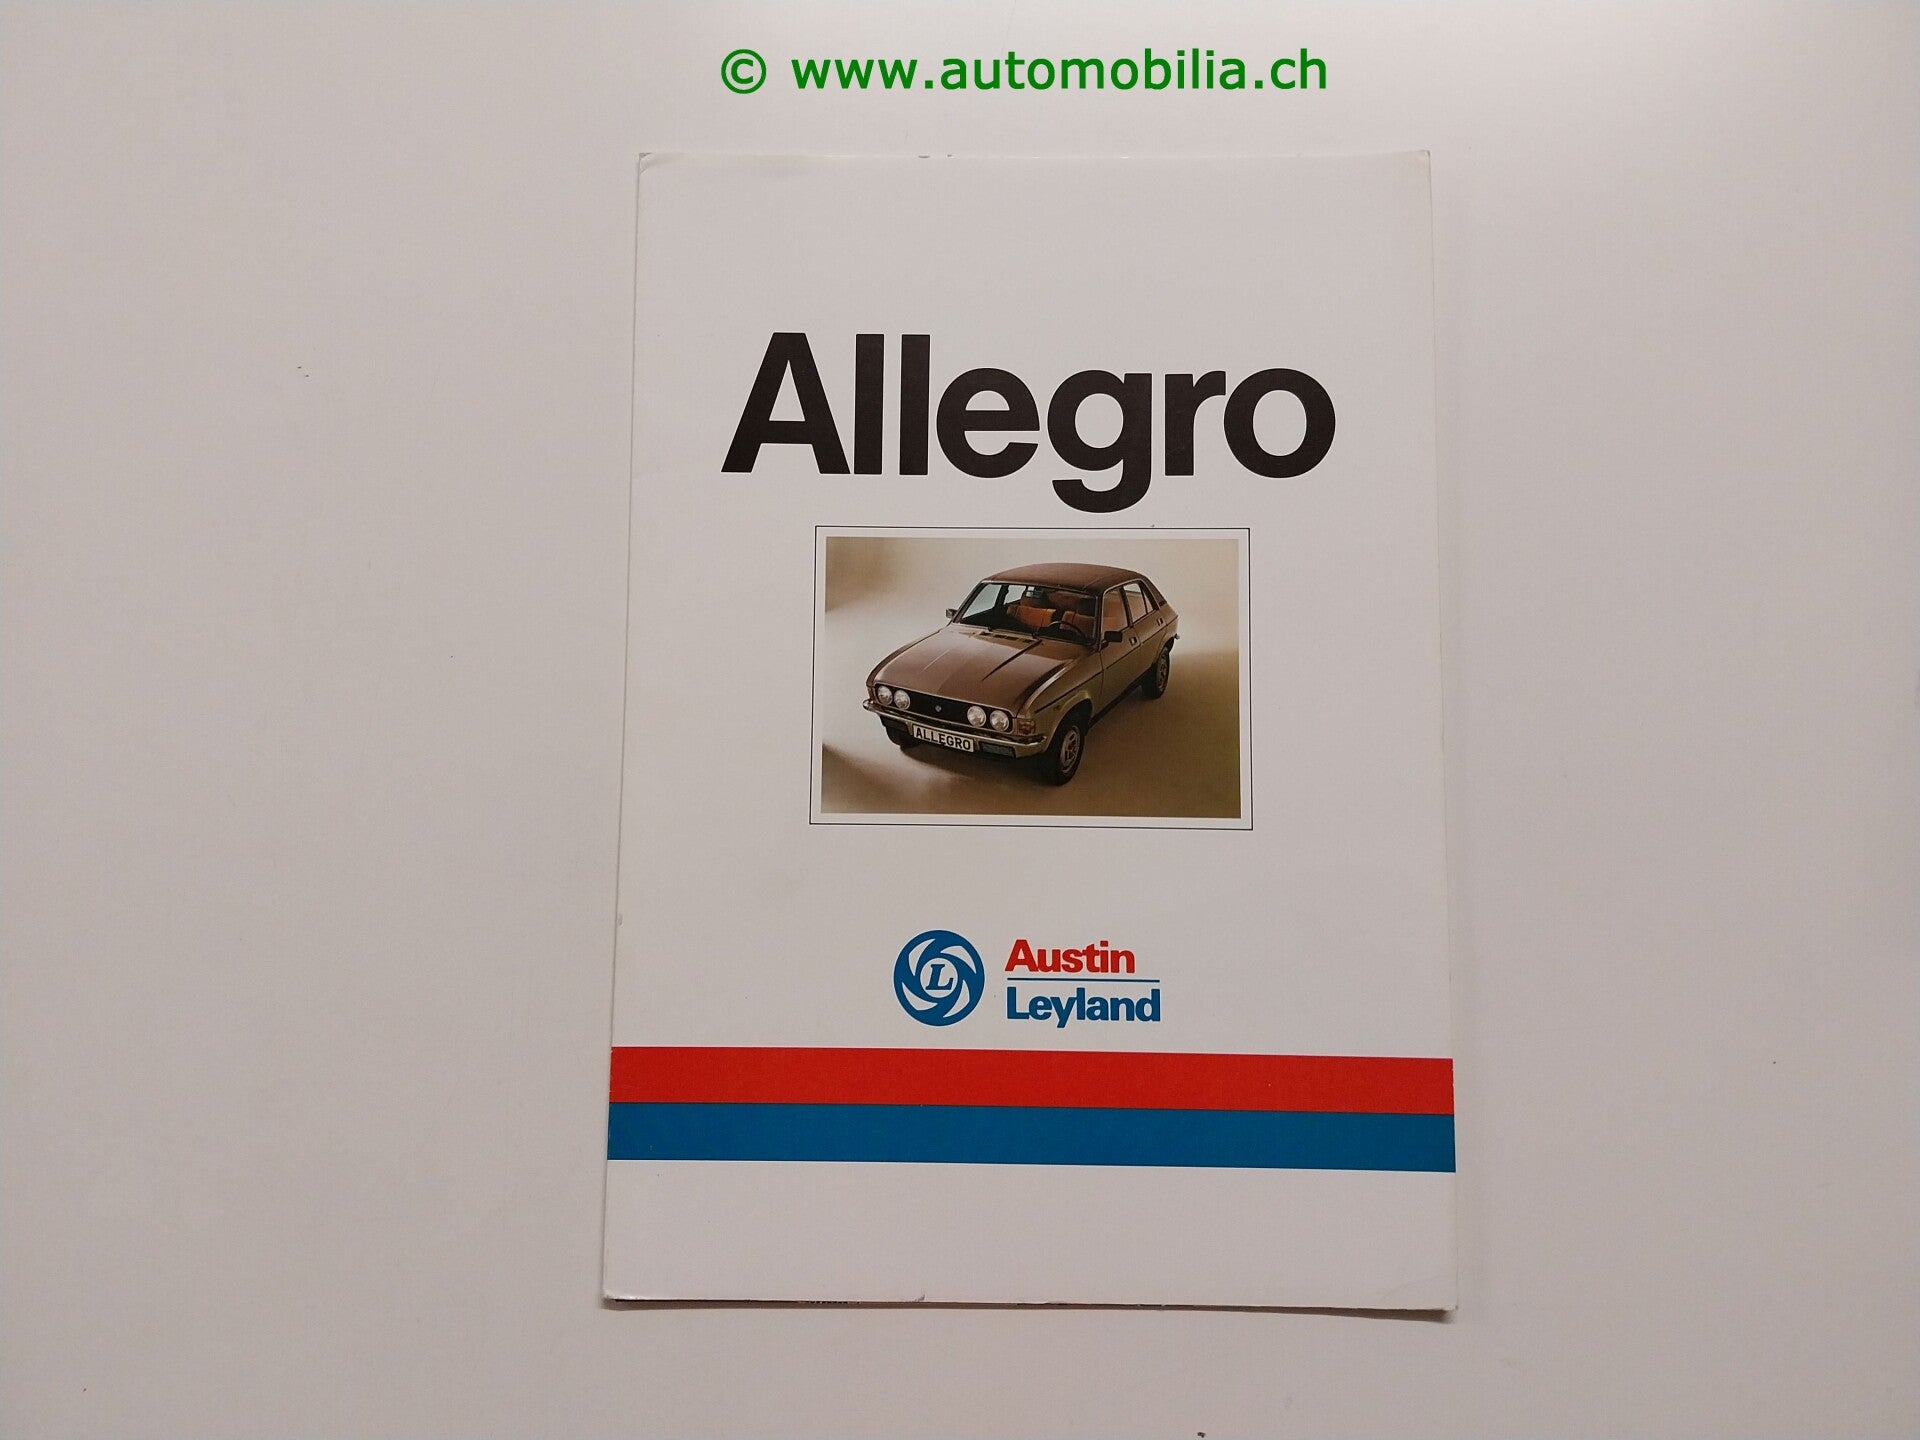 © www.automobilia.ch
Allegro
ALLEGRO
L
Austin
Leyland